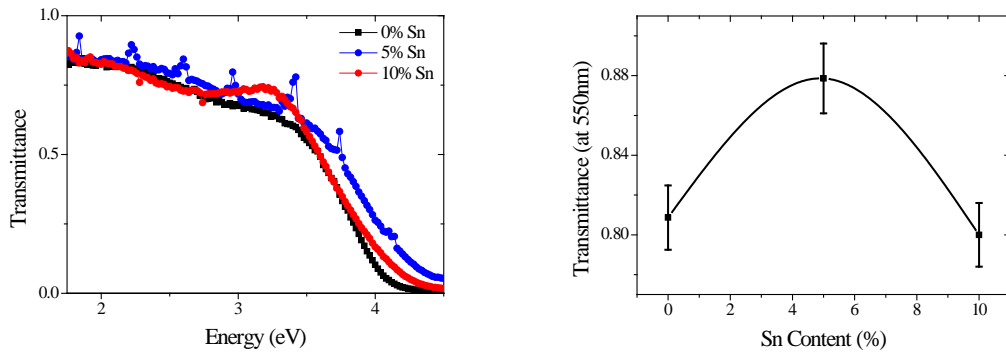 1.0
0.5
0.0
Transmittance
2
3
4
Energy (eV)
0% Sn
5% Sn
10% Sn
0.88
0.84
0.80
Transmittance (at 550nm)
0
2
4
6
8
10
Sn Content (%)